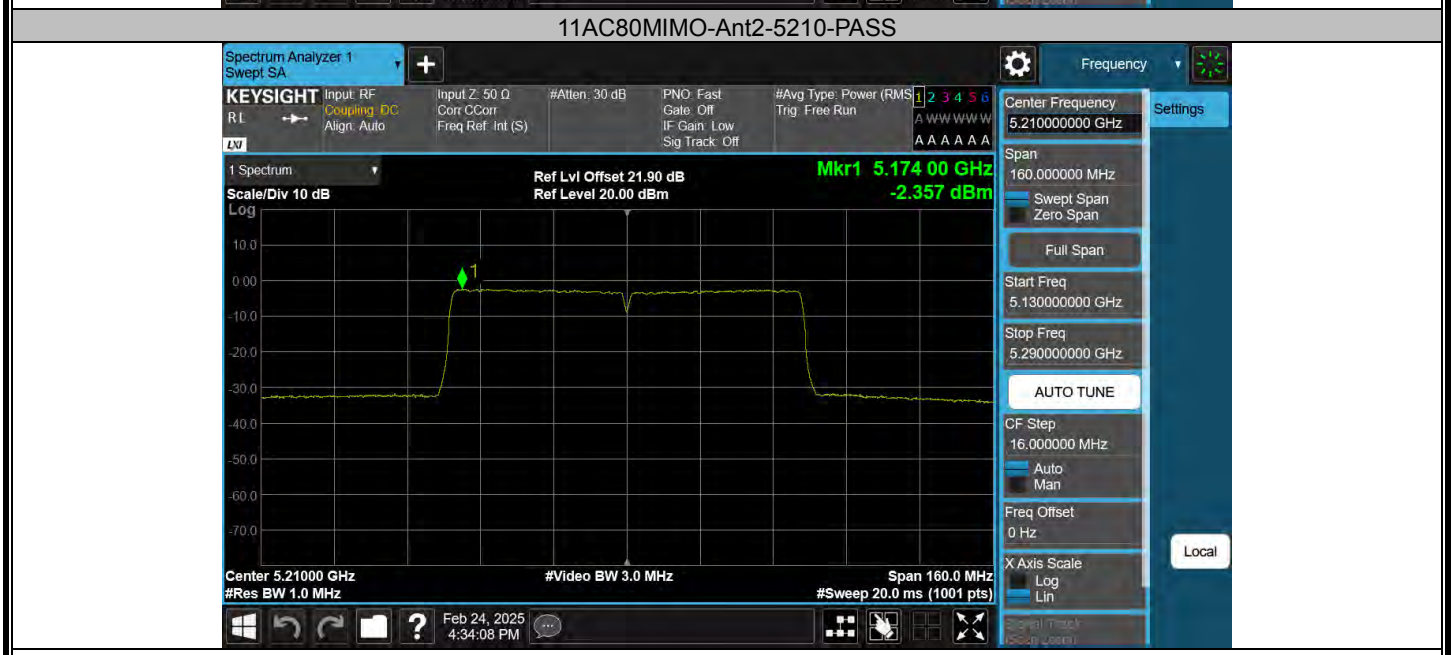 11AC80MIMO-Ant2-5210-PASS
Spectrum Analyzer 1
Swept SA
Frequency
KEYSIGHT
RL
LXI
Input: RF
Coupling: DC
Align: Auto
Input Z: 50 Ω
Corr CCorr
Freq Ref: Int (S)
#Atten: 30 dB
PNO: Fast
Gate: Off
IF Gain: Low
Sig Track: Off
#Avg Type: Power (RMS
Trig: Free Run
1 2 3 4 5 6
A W W W W W
A A A A A A
Center Frequency
5.210000000 GHz
Settings
Span
160.000000 MHz
Swept Span
Zero Span
Full Span
Start Freq
5.130000000 GHz
Stop Freq
5.290000000 GHz
AUTO TUNE
CF Step
16.000000 MHz
Auto
Man
Freq Offset
0 Hz
X Axis Scale
Log
Lin
Signal Track
Local
1 Spectrum
Scale/Div 10 dB
Log
Ref Lvl Offset 21.90 dB
Ref Level 20.00 dBm
Mkr1 5.174 00 GHz
-2.357 dBm
10.0
0.00
-10.0
-20.0
-30.0
-40.0
-50.0
-60.0
-70.0
1
Center 5.21000 GHz
#Res BW 1.0 MHz
#Video BW 3.0 MHz
Span 160.0 MHz
#Sweep 20.0 ms (1001 pts)
?
Feb 24, 2025
4:34:08 PM